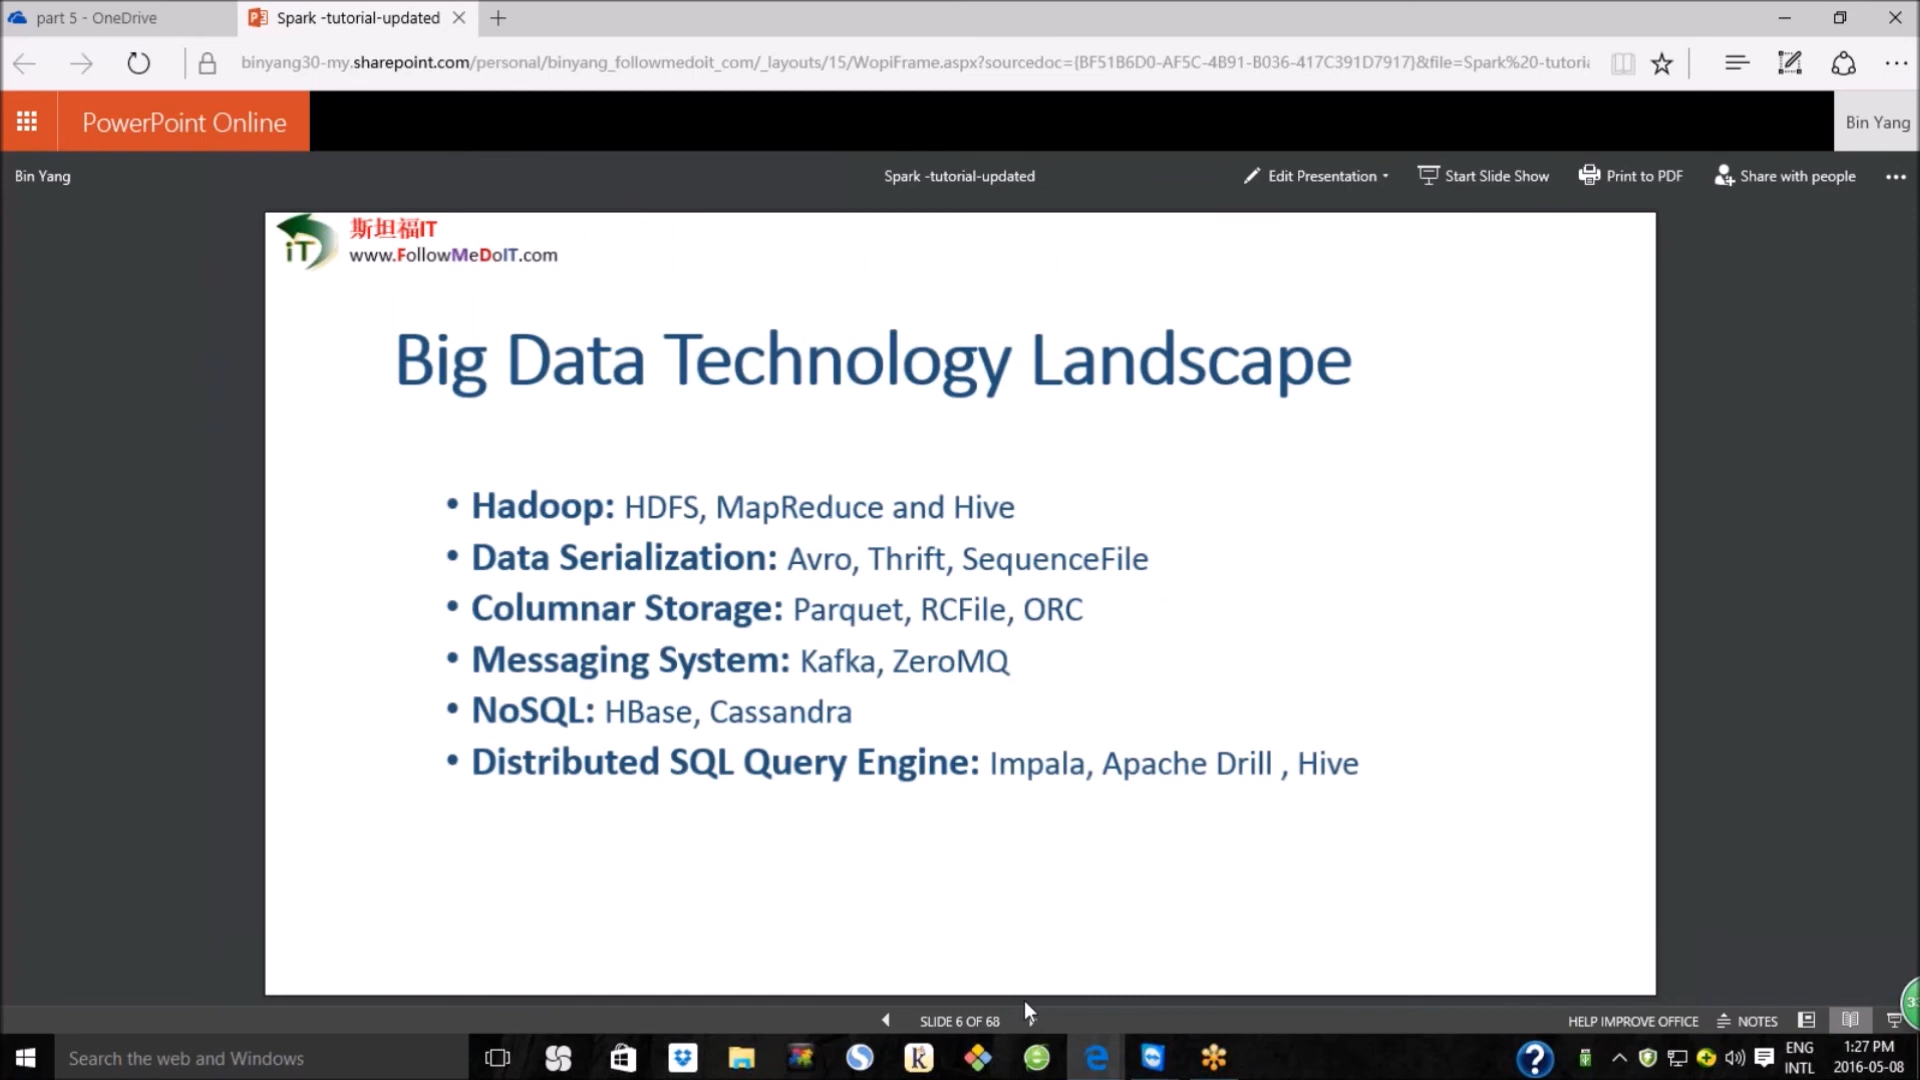 part 5 - OneDrive
Spark -tutorial-updated
binyang30-my.sharepoint.com/personal/binyang_followmedoit_com/_layouts/15/WopiFrame.aspx?sourcedoc={BF51B6D0-AF5C-4B91-B036-417C391D7917}&file=Spark%20-tutoria
PowerPoint Online
Bin Yang
Bin Yang
Spark -tutorial-updated
Edit Presentation
Start Slide Show
Print to PDF
Share with people
iT
斯坦福IT
www.FollowMeDoIT.com
Big Data Technology Landscape
• Hadoop: HDFS, MapReduce and Hive
• Data Serialization: Avro, Thrift, SequenceFile
• Columnar Storage: Parquet, RCFile, ORC
• Messaging System: Kafka, ZeroMQ
• NoSQL: HBase, Cassandra
• Distributed SQL Query Engine: Impala, Apache Drill , Hive
SLIDE 6 OF 68
HELP IMPROVE OFFICE
NOTES
Search the web and Windows
ENG
INTL
1:27 PM
2016-05-08